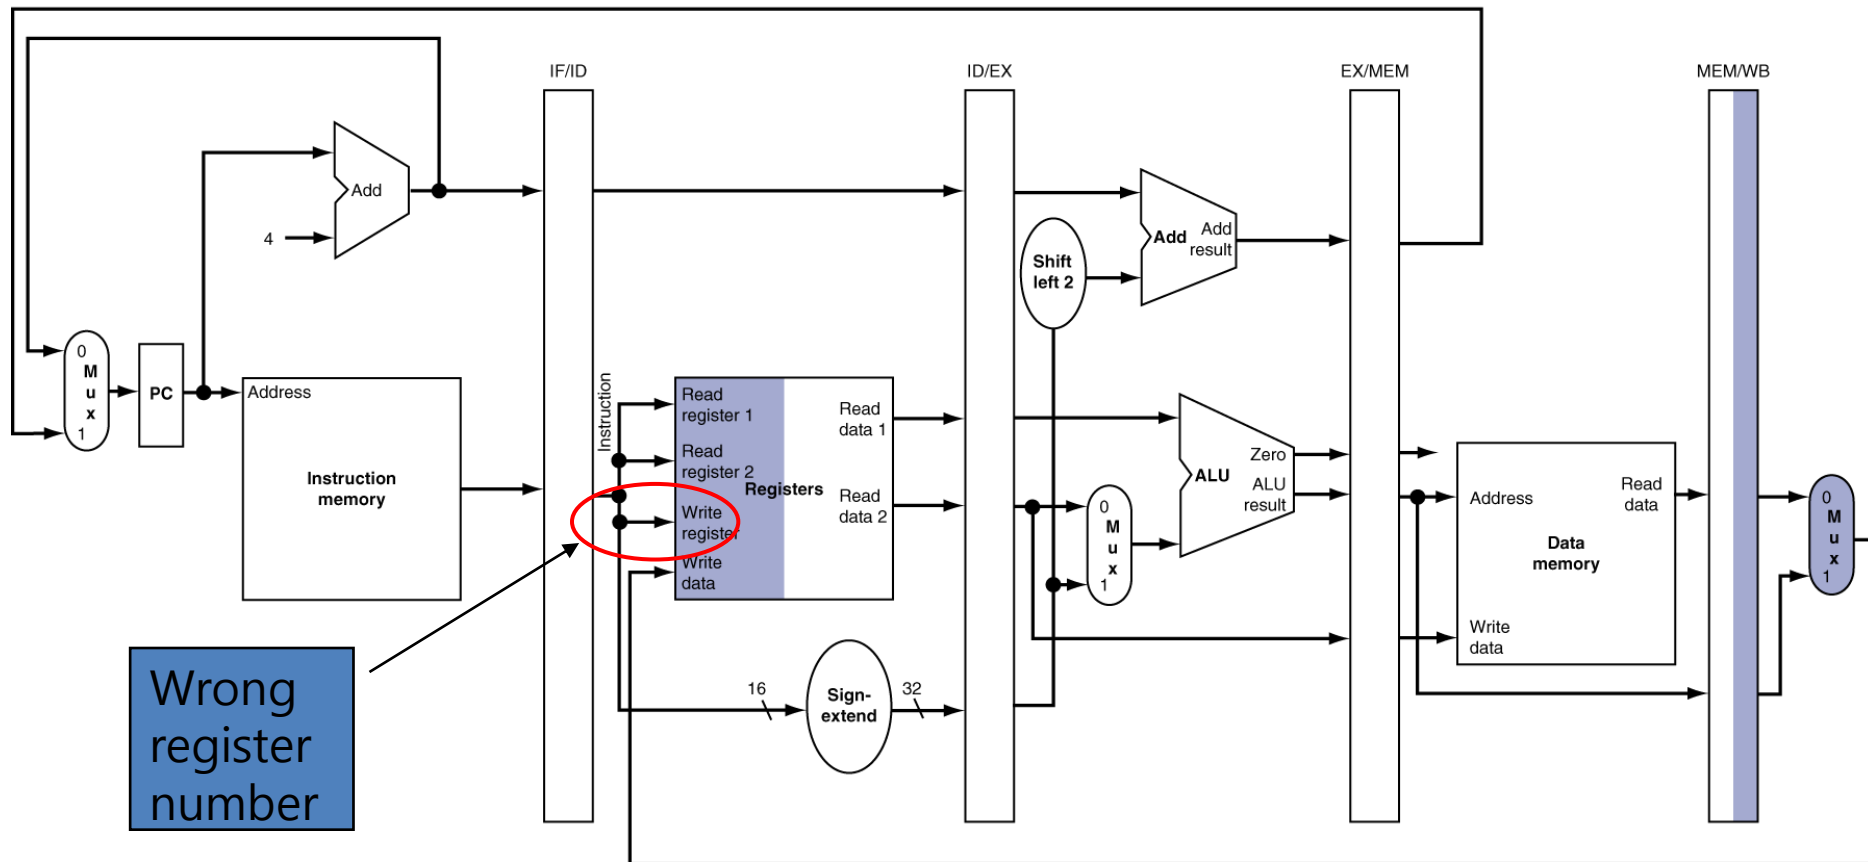 IF/ID
ID/EX
EX/MEM
MEM/WB
Add
4
Add
Add
result
Shift
left 2
0
M
u
x
1
PC
Address
Instruction
memory
Instruction
Read
register 1
Read
register 2
Write
register
Write
data
Registers
Read
data 1
Read
data 2
0
M
u
x
1
Zero
ALU
ALU
result
Address
Read
data
Data
memory
Write
data
0
M
u
x
1
16
Sign-
extend
32
Wrong
register
number